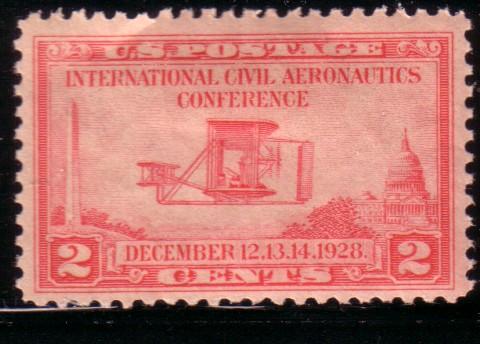 U.S. POSTAGE
INTERNATIONAL CIVIL AERONAUTICS
CONFERENCE
2 DECEMBER 12.13.14.1928. 2
CENTS